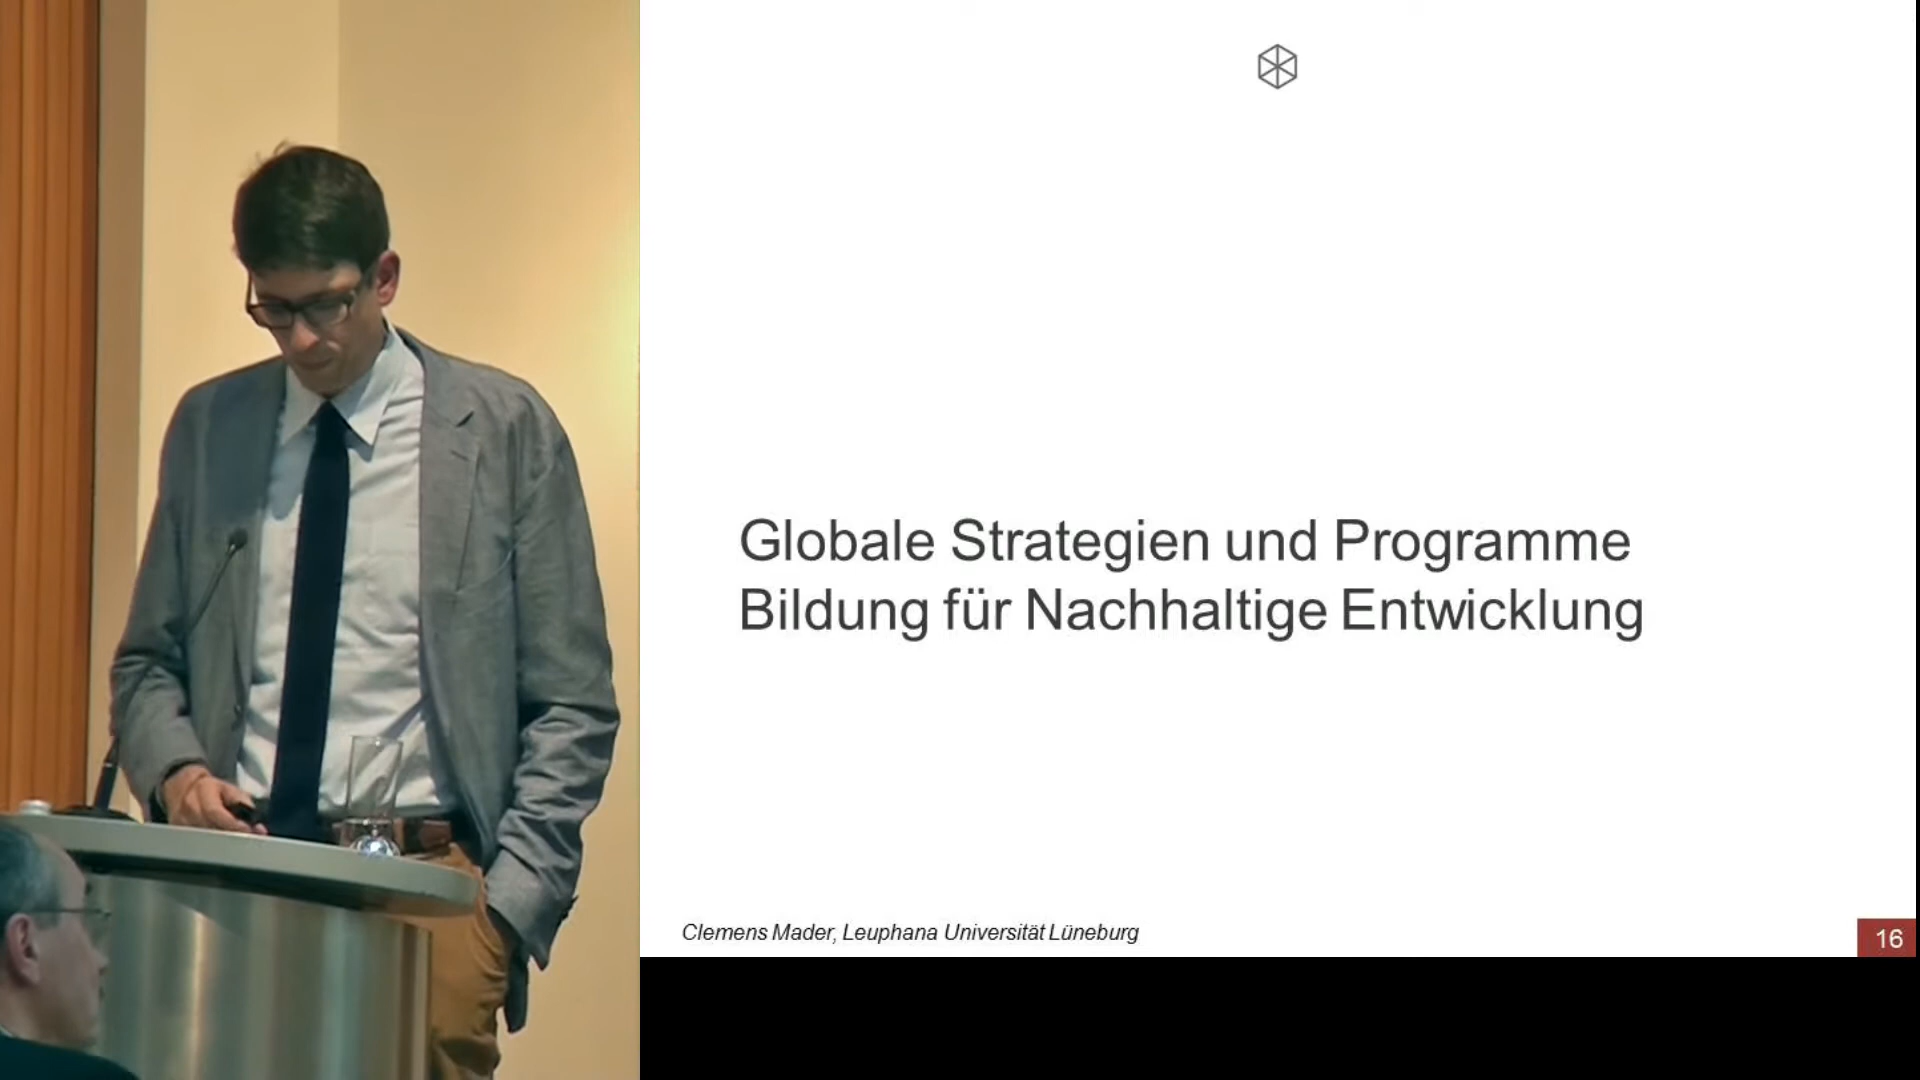 Globale Strategien und Programme
Bildung für Nachhaltige Entwicklung
Clemens Mader, Leuphana Universität Lüneburg
16